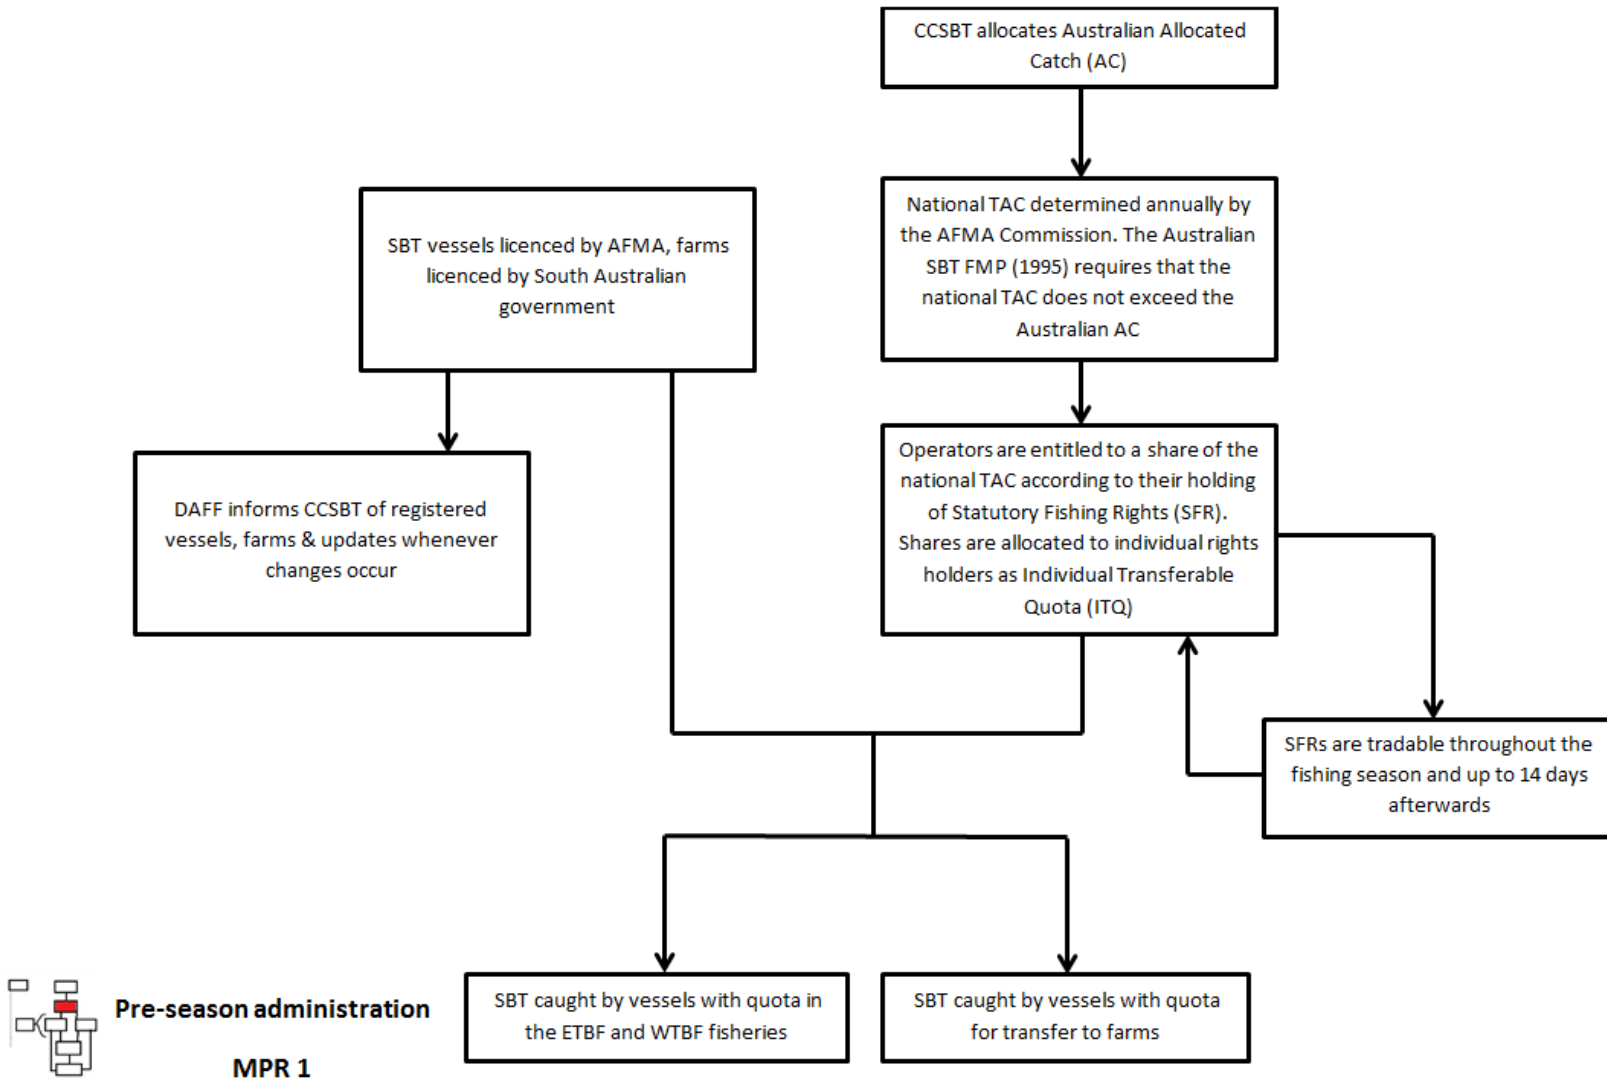 CCSBT allocates Australian Allocated
Catch (AC)
National TAC determined annually by
the AFMA Commission. The Australian
SBT FMP (1995) requires that the
national TAC does not exceed the
Australian AC
SBT vessels licenced by AFMA, farms
licenced by South Australian
government
Operators are entitled to a share of the
national TAC according to their holding
of Statutory Fishing Rights (SFR).
Shares are allocated to individual rights
holders as Individual Transferable
Quota (ITQ)
DAFF informs CCSBT of registered
vessels, farms & updates whenever
changes occur
SFRs are tradable throughout the
fishing season and up to 14 days
afterwards
SBT caught by vessels with quota in
the ETBF and WTBF fisheries
SBT caught by vessels with quota
for transfer to farms
Pre-season administration
MPR 1